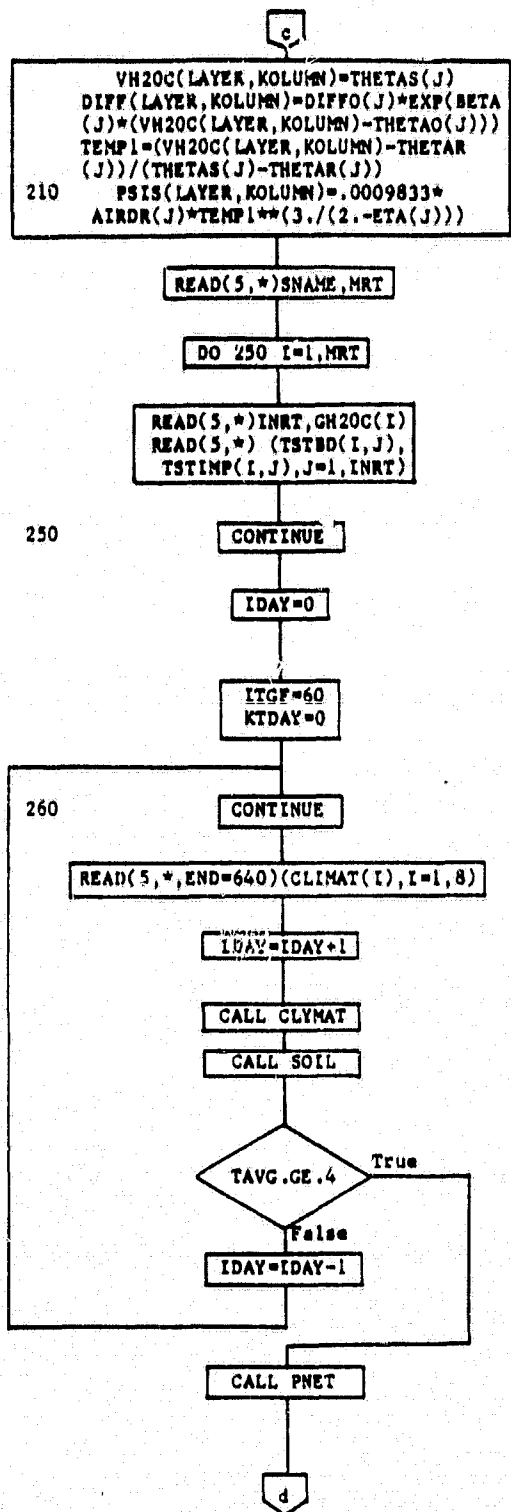 c
VH20C(LAYER,KOLUMN)=THETAS(J)
DIFF(LAYER,KOLUMN)=DIFFO(J)*EXP(BETA
(J)*(VH20C(LAYER,KOLUMN)-THETAO(J)))
TEMP1=(VH20C(LAYER,KOLUMN)-THETAR
(J))/(THETAS(J)-THETAR(J))
210 PSIS(LAYER,KOLUMN)=.0009833*
AIRDR(J)*TEMP1**(3./(2.-ETA(J)))
READ(5,*)SNAME,MRT
DO 250 I=1,MRT
READ(5,*)INRT,GH20C(I)
READ(5,*) (TSTBD(I,J),
TSTIMP(I,J),J=1,INRT)
250 CONTINUE
IDAY=0
ITGF=60
KTDAY=0
260 CONTINUE
READ(5,*,END=640)(CLIMAT(I),I=1,8)
IDAY=IDAY+1
CALL CLYMAT
CALL SOIL
TAVG.GE.4 True
False
IDAY=IDAY-1
CALL PNET
d